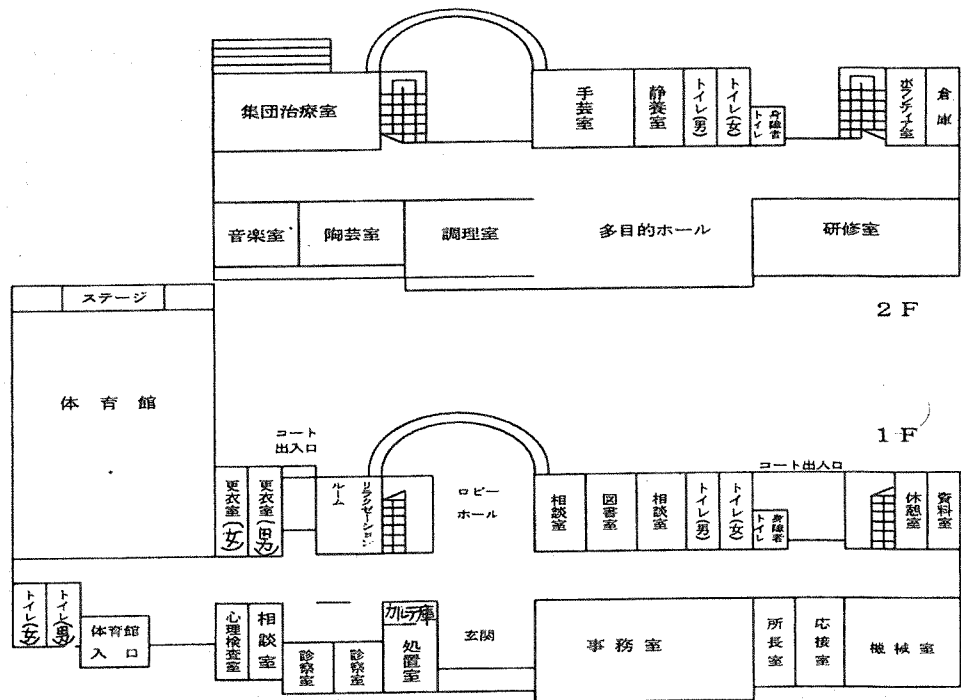 集団治療室
手芸室
静養室
トイレ(男)
トイレ(女)
身障者
トイレ
ボランティア室
倉庫
音楽室
陶芸室
調理室
多目的ホール
研修室
2F
ステージ
体育館
1F
コート
出入口
コート出入口
更衣室(女)
更衣室(男)
リラクゼーション
ルーム
ロビー
ホール
相談室
図書室
相談室
トイレ(男)
トイレ(女)
身障者
トイレ
休憩室
資料室
トイレ(女)
トイレ(男)
体育館
入口
心理検査室
相談室
診察室
診察室
カルテ庫
処置室
玄関
事務室
所長室
応接室
機械室